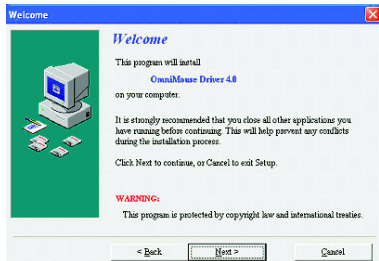 Welcome
Welcome
This program will install
OmniMouse Driver 4.0
on your computer.
It is strongly recommended that you close all other applications you
have running before continuing. This will help prevent any conflicts
during the installation process.
Click Next to continue, or Cancel to exit Setup.
WARNING:
This program is protected by copyright law and international treaties.
< Back
Next >
Cancel